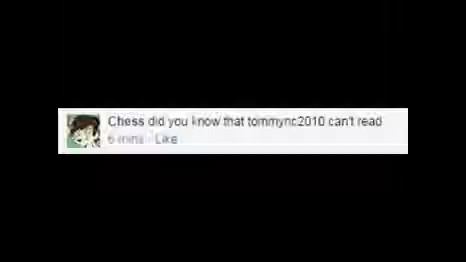 Chess did you know that tommync2010 can't read
6 mins · Like